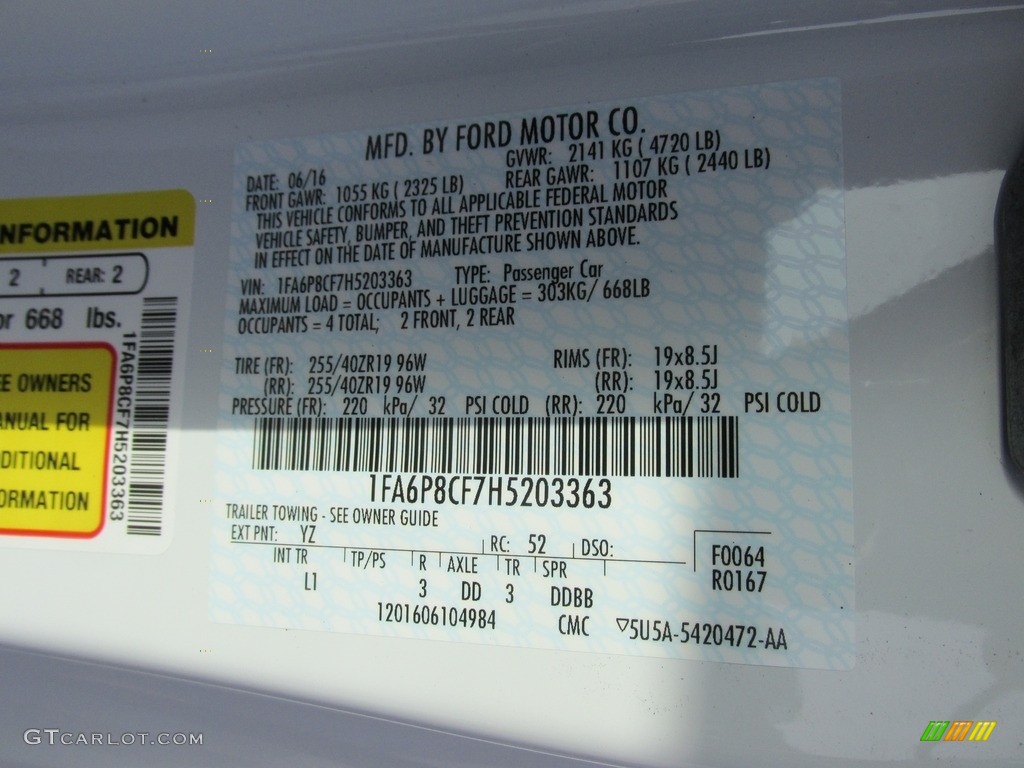 MFD. BY FORD MOTOR CO.
DATE: 06/16 GVWR: 2141 KG ( 4720 LB)
FRONT GAWR: 1055 KG ( 2325 LB) REAR GAWR: 1107 KG ( 2440 LB)
THIS VEHICLE CONFORMS TO ALL APPLICABLE FEDERAL MOTOR
VEHICLE SAFETY, BUMPER, AND THEFT PREVENTION STANDARDS
IN EFFECT ON THE DATE OF MANUFACTURE SHOWN ABOVE.
VIN: 1FA6P8CF7H5203363 TYPE: Passenger Car
MAXIMUM LOAD = OCCUPANTS + LUGGAGE = 303KG/ 668LB
OCCUPANTS = 4 TOTAL; 2 FRONT, 2 REAR
TIRE (FR): 255/40ZR19 96W RIMS (FR): 19x8.5J
(RR): 255/40ZR19 96W (RR): 19x8.5J
PRESSURE (FR): 220 kPa/ 32 PSI COLD (RR): 220 kPa/ 32 PSI COLD
1FA6P8CF7H5203363
TRAILER TOWING - SEE OWNER GUIDE
EXT PNT: YZ RC: 52 DSO:
INT TR TP/PS R AXLE TR SPR
L1 3 DD 3 DDBB
F0064
R0167
1201606104984 CMC ▽5U5A-5420472-AA
NFORMATION
2 REAR: 2
or 668 lbs.
EE OWNERS
ANUAL FOR
DITIONAL
ORMATION
1FA6P8CF7H5203363
GTCARLOT.COM